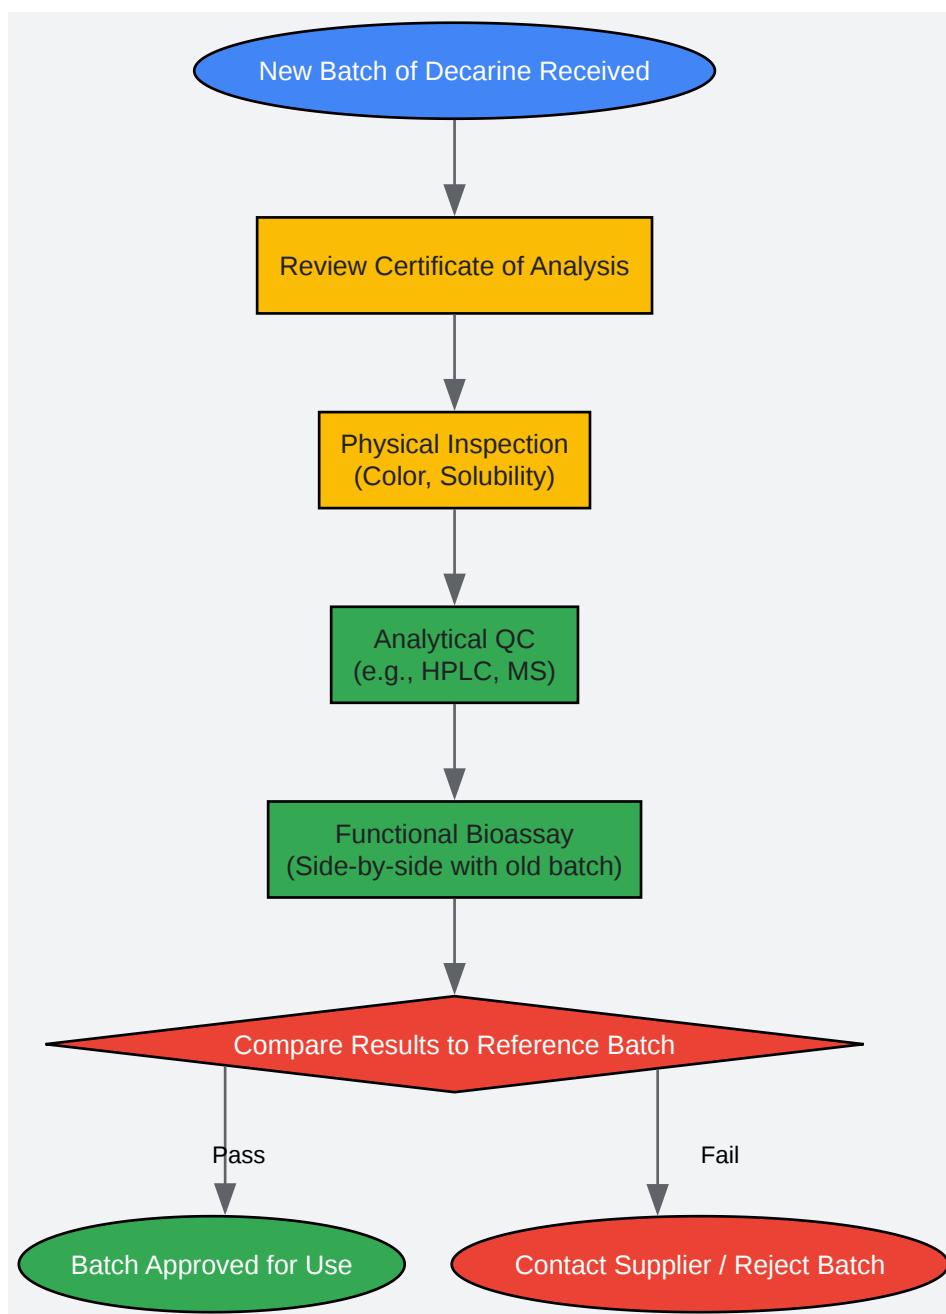 New Batch of Decarine Received
Review Certificate of Analysis
Physical Inspection
(Color, Solubility)
Analytical QC
(e.g., HPLC, MS)
Functional Bioassay
(Side-by-side with old batch)
Compare Results to Reference Batch
Pass
Fail
Batch Approved for Use
Contact Supplier / Reject Batch